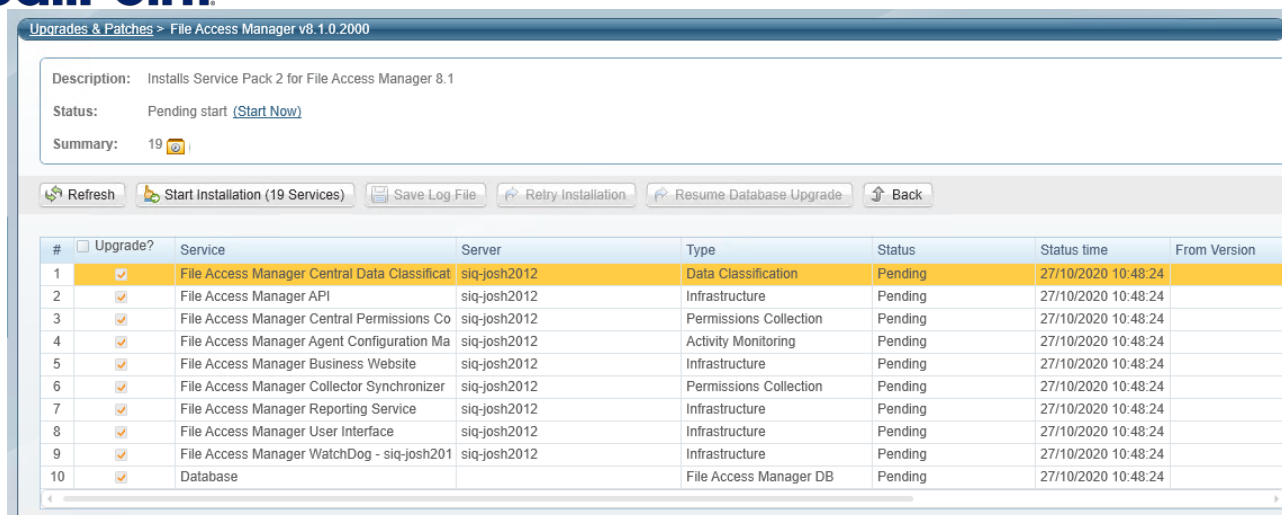 Upgrades & Patches > File Access Manager v8.1.0.2000
Description: Installs Service Pack 2 for File Access Manager 8.1
Status: Pending start (Start Now)
Summary: 19
Refresh Start Installation (19 Services) Save Log File Retry Installation Resume Database Upgrade Back
# Upgrade? Service Server Type Status Status time From Version
1 File Access Manager Central Data Classificat siq-josh2012 Data Classification Pending 27/10/2020 10:48:24
2 File Access Manager API siq-josh2012 Infrastructure Pending 27/10/2020 10:48:24
3 File Access Manager Central Permissions Co siq-josh2012 Permissions Collection Pending 27/10/2020 10:48:24
4 File Access Manager Agent Configuration Ma siq-josh2012 Activity Monitoring Pending 27/10/2020 10:48:24
5 File Access Manager Business Website siq-josh2012 Infrastructure Pending 27/10/2020 10:48:24
6 File Access Manager Collector Synchronizer siq-josh2012 Permissions Collection Pending 27/10/2020 10:48:24
7 File Access Manager Reporting Service siq-josh2012 Infrastructure Pending 27/10/2020 10:48:24
8 File Access Manager User Interface siq-josh2012 Infrastructure Pending 27/10/2020 10:48:24
9 File Access Manager WatchDog - siq-josh201 siq-josh2012 Infrastructure Pending 27/10/2020 10:48:24
10 Database File Access Manager DB Pending 27/10/2020 10:48:24